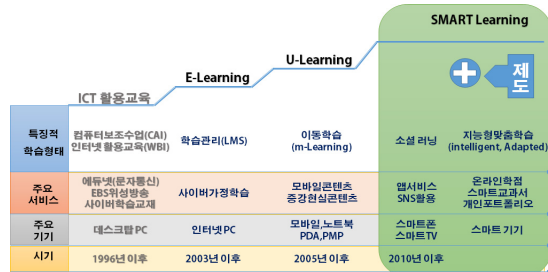 SMART Learning
U-Learning
E-Learning
ICT 활용교육
제도
특징적
학습형태
컴퓨터보조수업(CAI)
인터넷 활용교육(WBI)
학습관리(LMS)
이동학습
(m-Learning)
소셜 러닝
지능형맞춤학습
(intelligent, Adapted)
주요
서비스
에듀넷(문자통신)
EBS위성방송
사이버학습교재
사이버가정학습
모바일콘텐츠
증강현실콘텐츠
앱서비스
SNS활용
온라인학점
스마트교과서
개인포트폴리오
주요
기기
데스크탑 PC
인터넷 PC
모바일,노트북
PDA,PMP
스마트폰
스마트TV
스마트 기기
시기
1996년 이후
2003년 이후
2005년 이후
2010년 이후